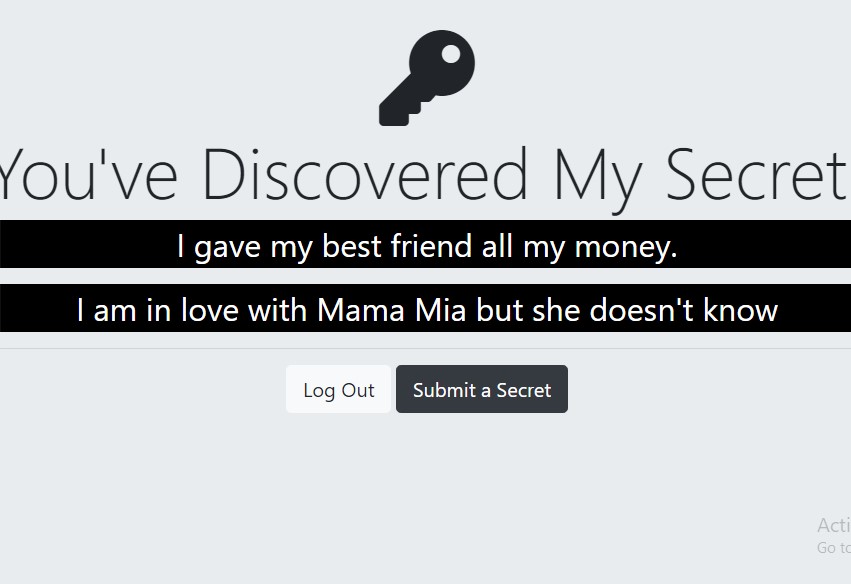 You've Discovered My Secret
I gave my best friend all my money.
I am in love with Mama Mia but she doesn't know
Log Out
Submit a Secret
Acti
Go to